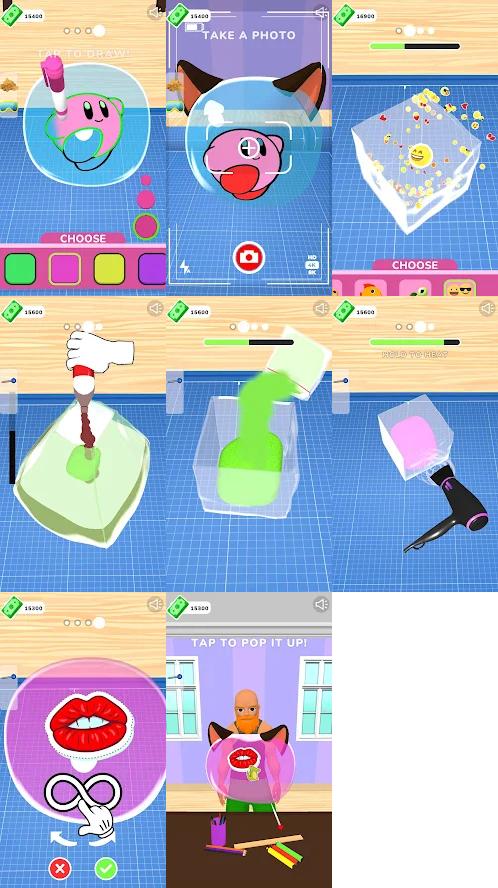 15400
TAP TO DRAW!
CHOOSE
15400
TAKE A PHOTO
HD
4K
8K
16900
CHOOSE
15600
15600
15600
HOLD TO HEAT
15300
15300
TAP TO POP IT UP!